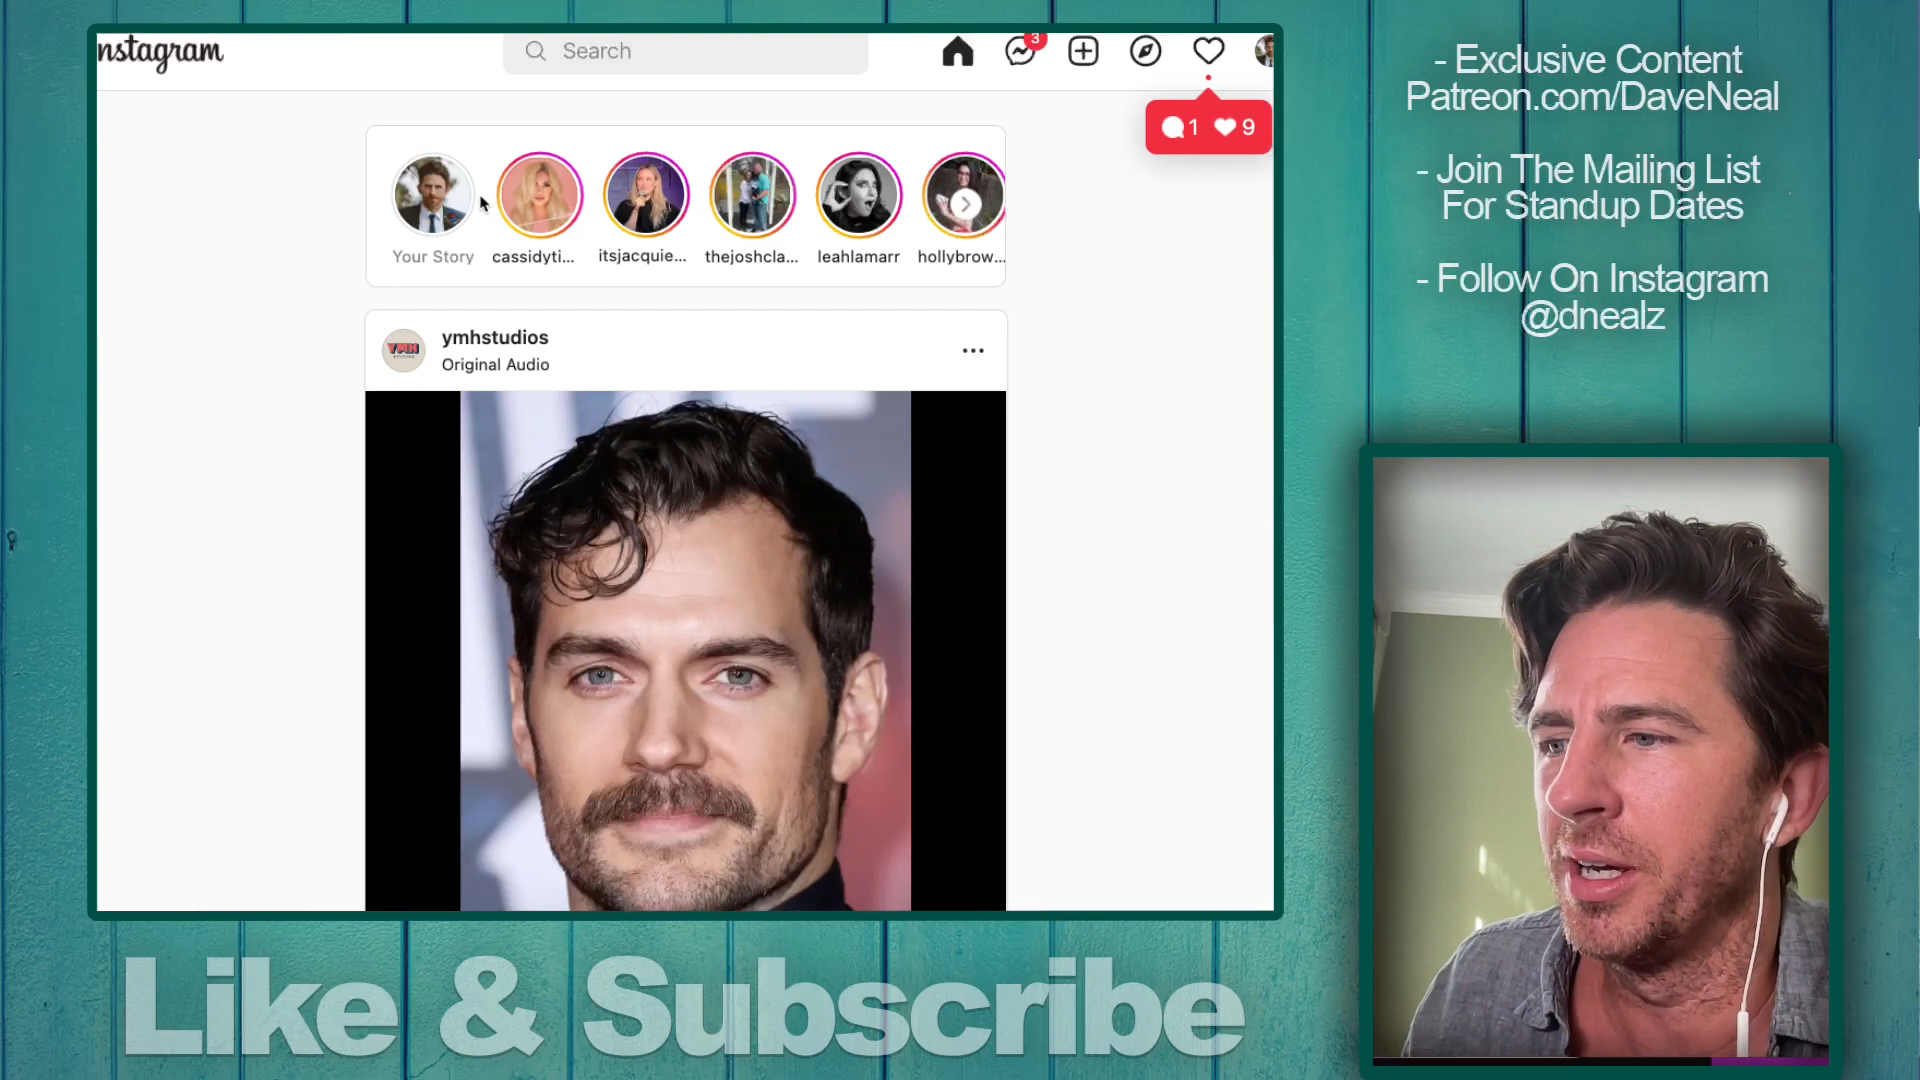 nstagram
Search
3
1 9
Your Story
cassidyti...
itsjacquie...
thejoshcla...
leahlamarr
hollybrow...
YMH
ymhstudios
Original Audio
- Exclusive Content
Patreon.com/DaveNeal
- Join The Mailing List
For Standup Dates
- Follow On Instagram
@dnealz
Like & Subscribe